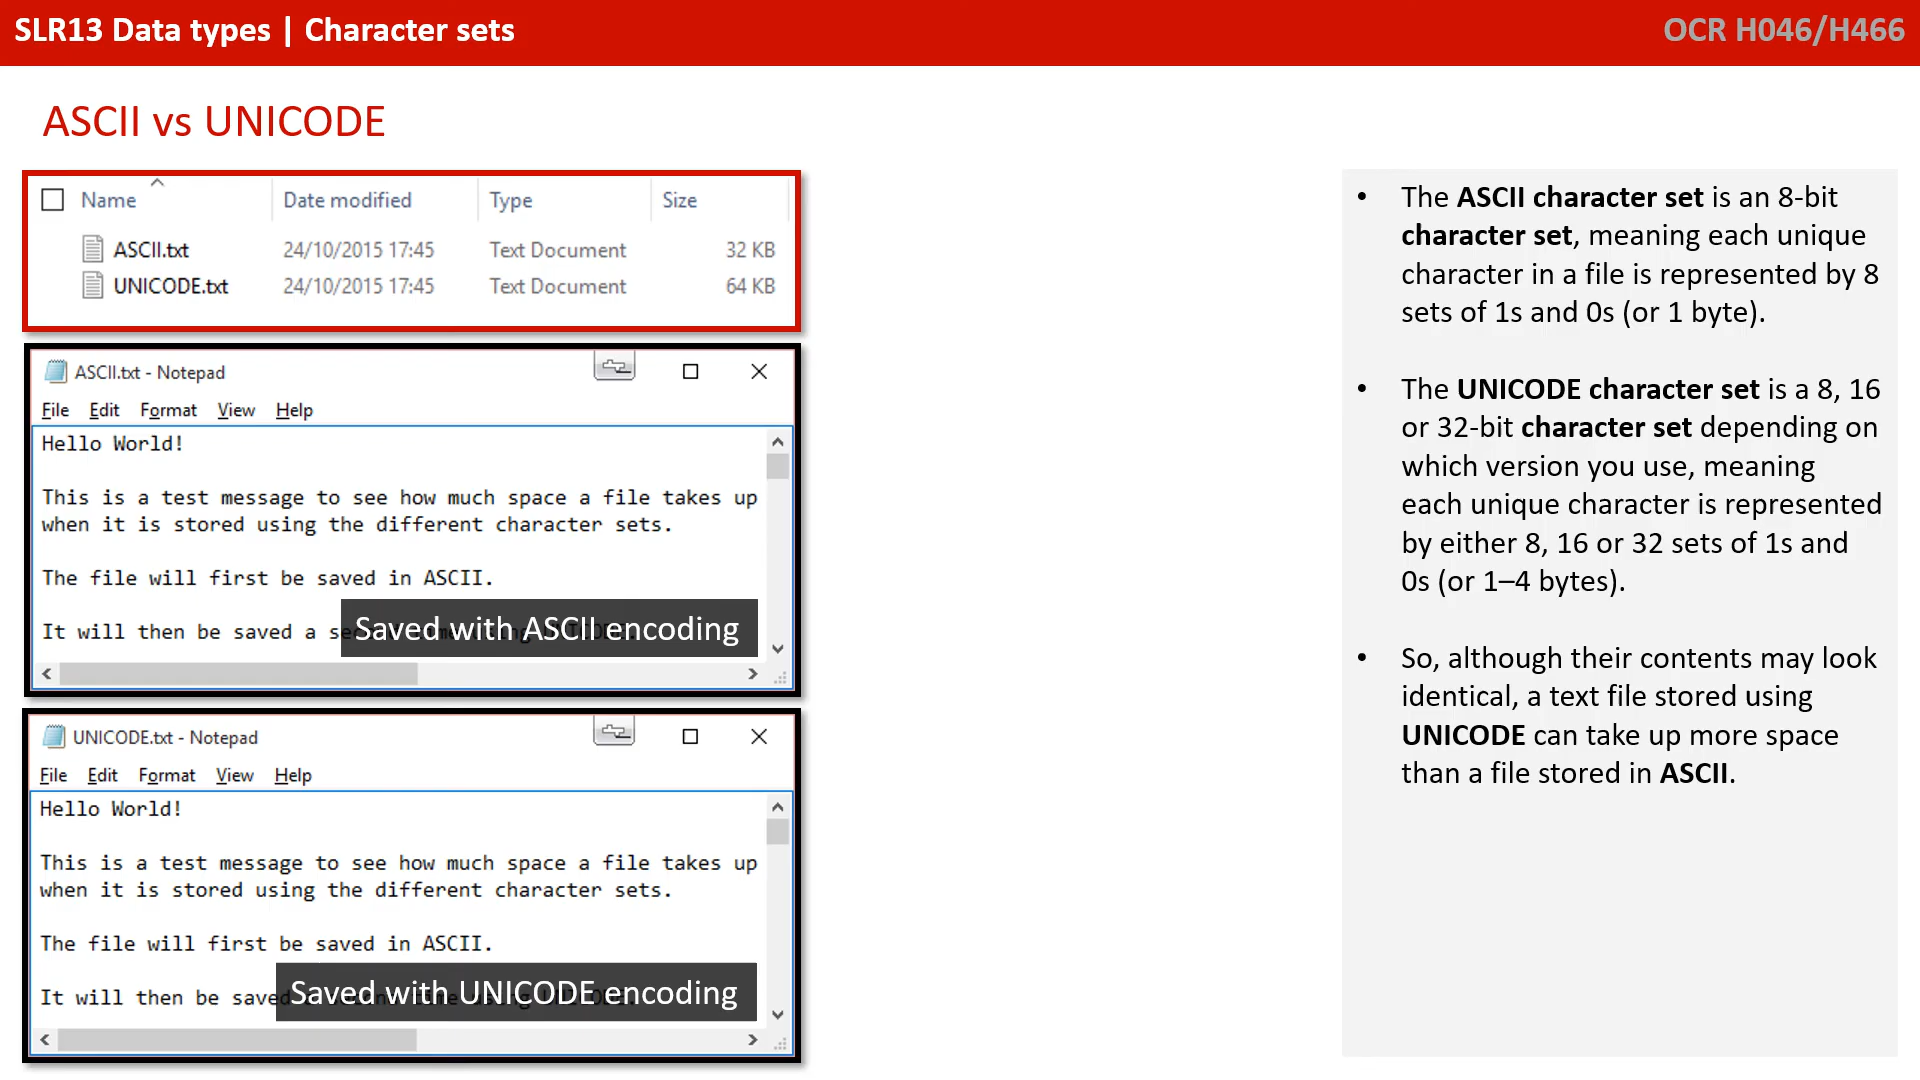 SLR13 Data types | Character sets
OCR H046/H466
ASCII vs UNICODE
Name Date modified Type Size
ASCII.txt 24/10/2015 17:45 Text Document 32 KB
UNICODE.txt 24/10/2015 17:45 Text Document 64 KB
ASCII.txt - Notepad
File Edit Format View Help
Hello World!
This is a test message to see how much space a file takes up
when it is stored using the different character sets.
The file will first be saved in ASCII.
It will then be saved a
Saved with ASCII encoding
UNICODE.txt - Notepad
File Edit Format View Help
Hello World!
This is a test message to see how much space a file takes up
when it is stored using the different character sets.
The file will first be saved in ASCII.
It will then be saved
Saved with UNICODE encoding
• The ASCII character set is an 8-bit
character set, meaning each unique
character in a file is represented by 8
sets of 1s and 0s (or 1 byte).
• The UNICODE character set is a 8, 16
or 32-bit character set depending on
which version you use, meaning
each unique character is represented
by either 8, 16 or 32 sets of 1s and
0s (or 1–4 bytes).
• So, although their contents may look
identical, a text file stored using
UNICODE can take up more space
than a file stored in ASCII.